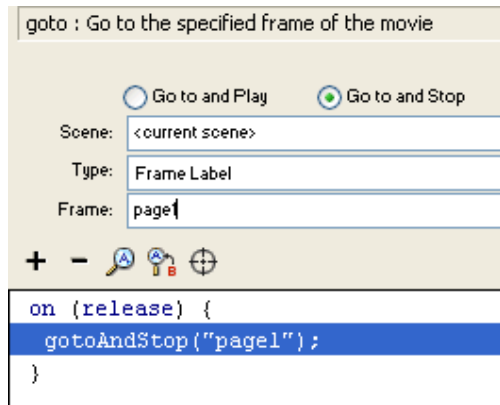 goto : Go to the specified frame of the movie
Go to and Play Go to and Stop
Scene: <current scene>
Type: Frame Label
Frame: page1
on (release) {
gotoAndStop("page1");
}